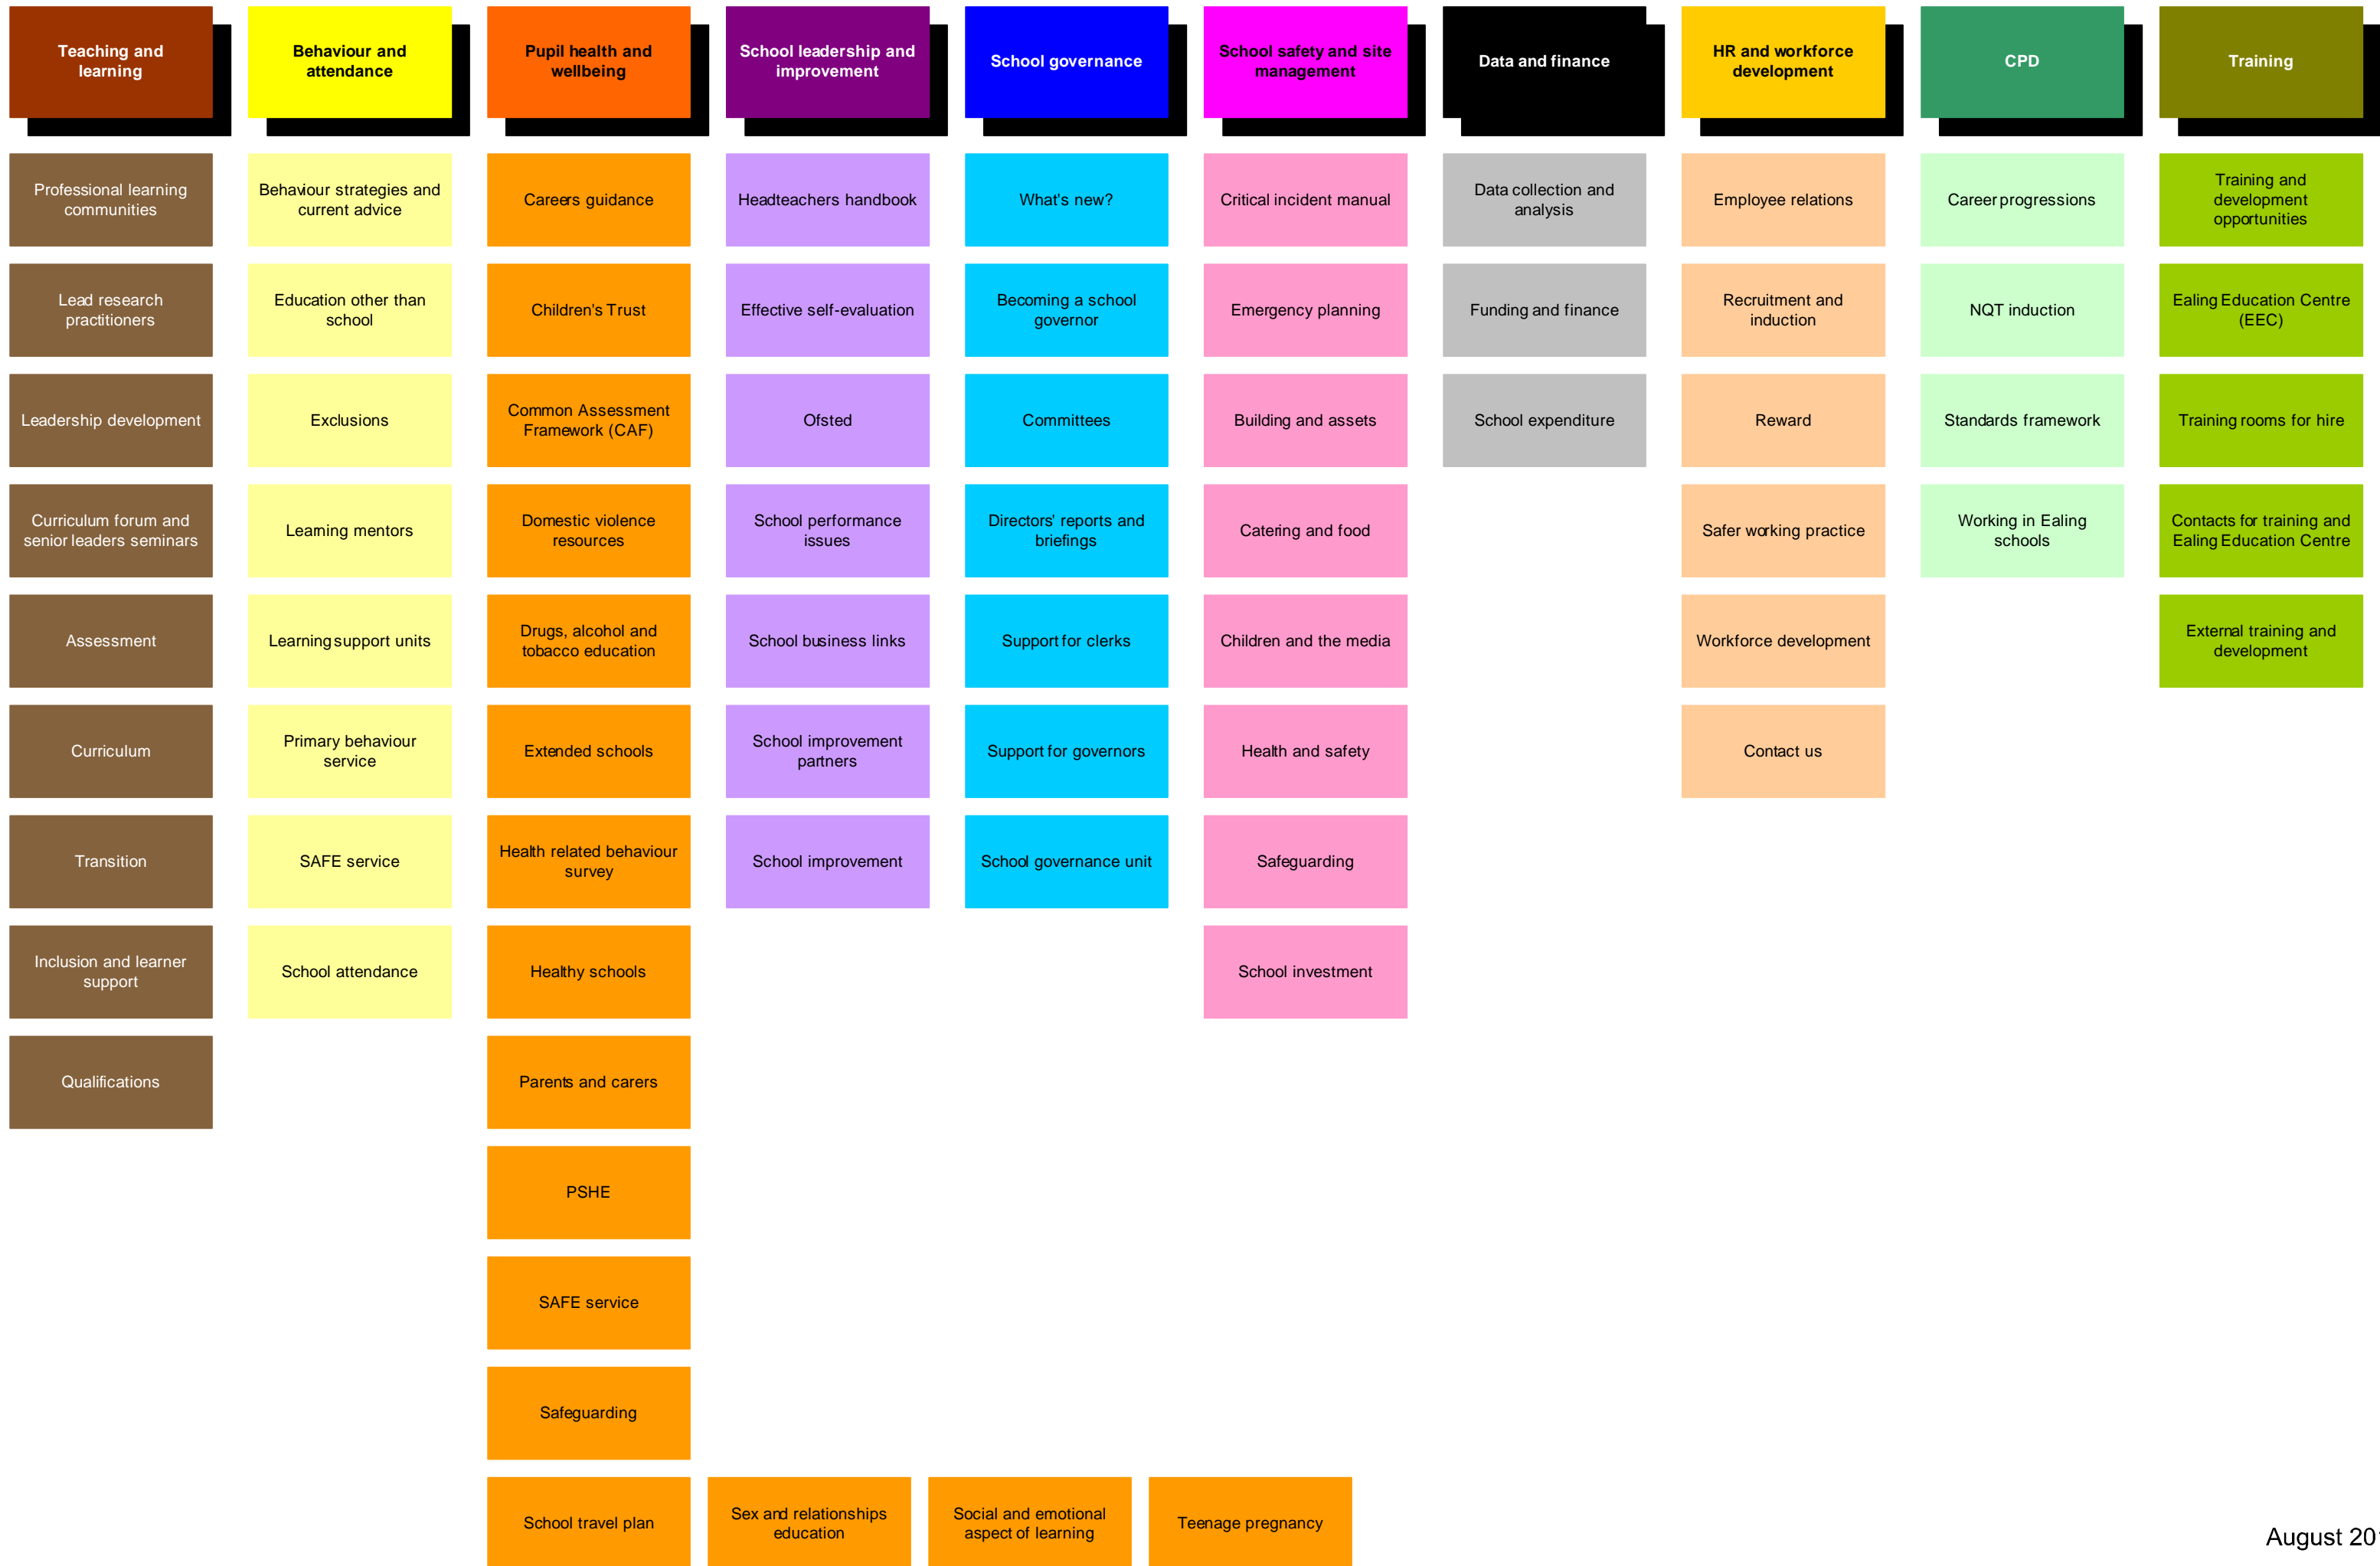 Teaching and
learning
Behaviour and
attendance
Pupil health and
wellbeing
School leadership and
improvement
School governance
School safety and site
management
Data and finance
HR and workforce
development
CPD
Training
Professional learning
communities
Behaviour strategies and
current advice
Careers guidance
Headteachers handbook
What's new?
Critical incident manual
Data collection and
analysis
Employee relations
Career progressions
Training and
development
opportunities
Lead research
practitioners
Education other than
school
Children's Trust
Effective self-evaluation
Becoming a school
governor
Emergency planning
Funding and finance
Recruitment and
induction
NQT induction
Ealing Education Centre
(EEC)
Leadership development
Exclusions
Common Assessment
Framework (CAF)
Ofsted
Committees
Building and assets
School expenditure
Reward
Standards framework
Training rooms for hire
Curriculum forum and
senior leaders seminars
Learning mentors
Domestic violence
resources
School performance
issues
Directors' reports and
briefings
Catering and food
Safer working practice
Working in Ealing
schools
Contacts for training and
Ealing Education Centre
Assessment
Learning support units
Drugs, alcohol and
tobacco education
School business links
Support for clerks
Children and the media
Workforce development
External training and
development
Curriculum
Primary behaviour
service
Extended schools
School improvement
partners
Support for governors
Health and safety
Contact us
Transition
SAFE service
Health related behaviour
survey
School improvement
School governance unit
Safeguarding
Inclusion and learner
support
School attendance
Healthy schools
School investment
Qualifications
Parents and carers
PSHE
SAFE service
Safeguarding
School travel plan
Sex and relationships
education
Social and emotional
aspect of learning
Teenage pregnancy
August